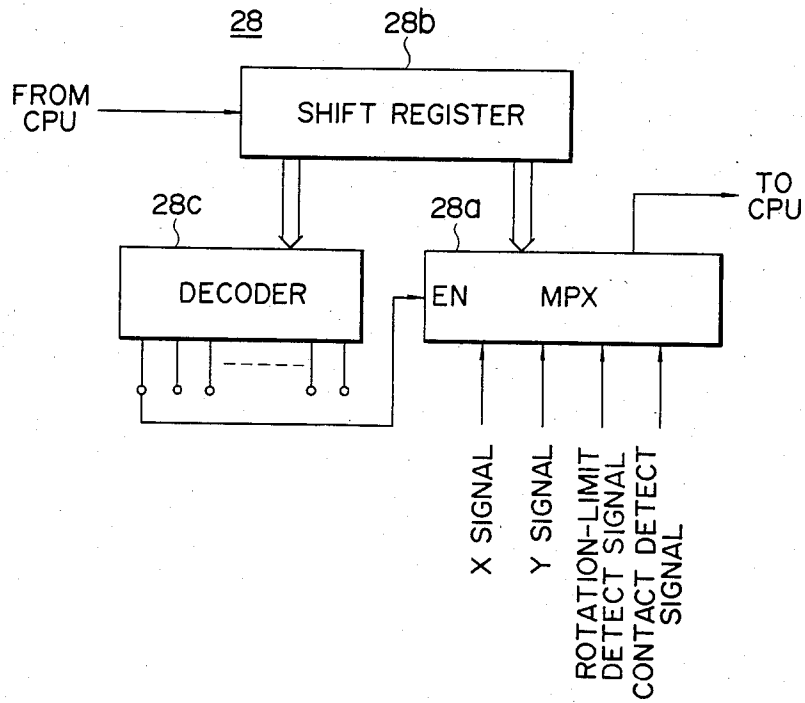 28
28b
FROM
CPU
SHIFT REGISTER
TO
CPU
28c
28a
DECODER
EN
MPX
X SIGNAL
Y SIGNAL
ROTATION-LIMIT
DETECT SIGNAL
CONTACT DETECT
SIGNAL